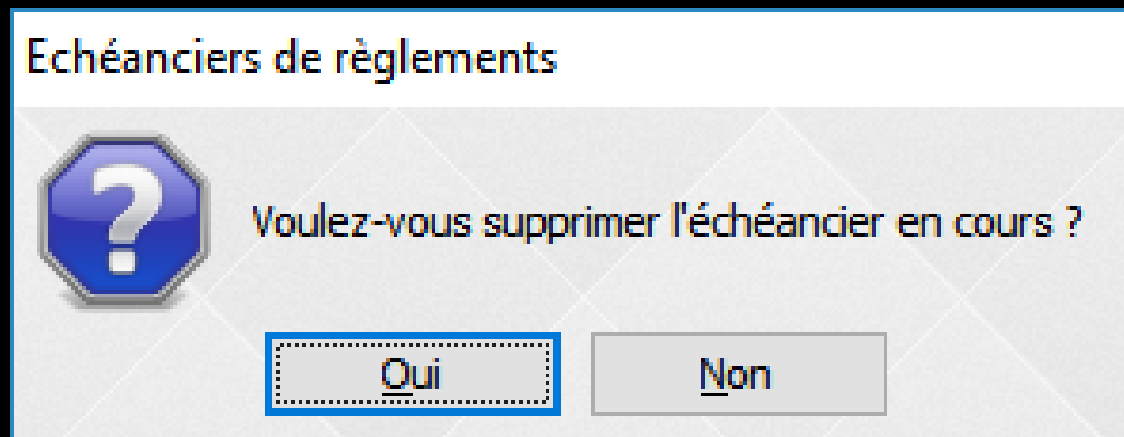 Echéanciers de règlements
Voulez-vous supprimer l'échéancier en cours ?
Oui
Non